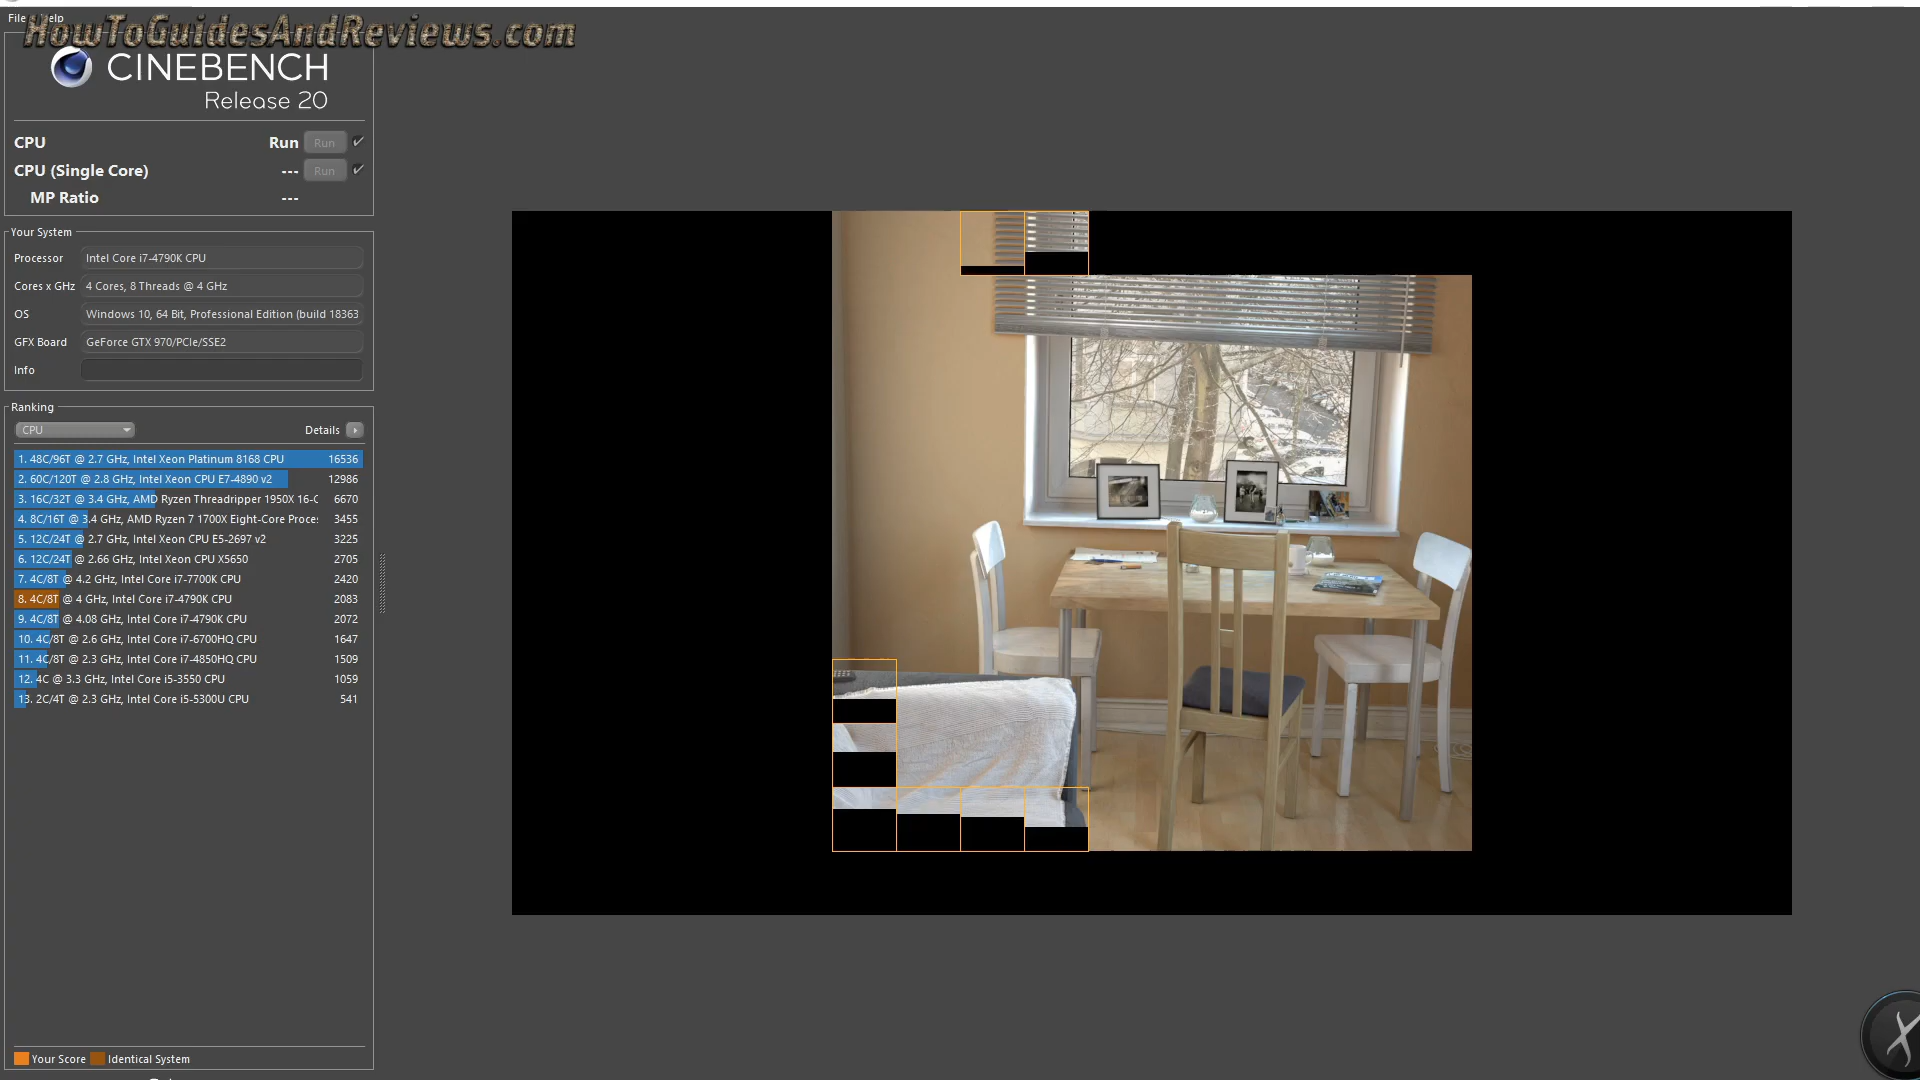 File Help
HowToGuidesAndReviews.com
CINEBENCH
Release 20
CPU Run Run
CPU (Single Core) --- Run
MP Ratio ---
Your System
Processor Intel Core i7-4790K CPU
Cores x GHz 4 Cores, 8 Threads @ 4 GHz
OS Windows 10, 64 Bit, Professional Edition (build 18363
GFX Board GeForce GTX 970/PCIe/SSE2
Info
Ranking
CPU Details
1. 48C/96T @ 2.7 GHz, Intel Xeon Platinum 8168 CPU 16536
2. 60C/120T @ 2.8 GHz, Intel Xeon CPU E7-4890 v2 12986
3. 16C/32T @ 3.4 GHz, AMD Ryzen Threadripper 1950X 16-C 6670
4. 8C/16T @ 3.4 GHz, AMD Ryzen 7 1700X Eight-Core Proce: 3455
5. 12C/24T @ 2.7 GHz, Intel Xeon CPU E5-2697 v2 3225
6. 12C/24T @ 2.66 GHz, Intel Xeon CPU X5650 2705
7. 4C/8T @ 4.2 GHz, Intel Core i7-7700K CPU 2420
8. 4C/8T @ 4 GHz, Intel Core i7-4790K CPU 2083
9. 4C/8T @ 4.08 GHz, Intel Core i7-4790K CPU 2072
10. 4C/8T @ 2.6 GHz, Intel Core i7-6700HQ CPU 1647
11. 4C/8T @ 2.3 GHz, Intel Core i7-4850HQ CPU 1509
12. 4C @ 3.3 GHz, Intel Core i5-3550 CPU 1059
13. 2C/4T @ 2.3 GHz, Intel Core i5-5300U CPU 541
Your Score Identical System